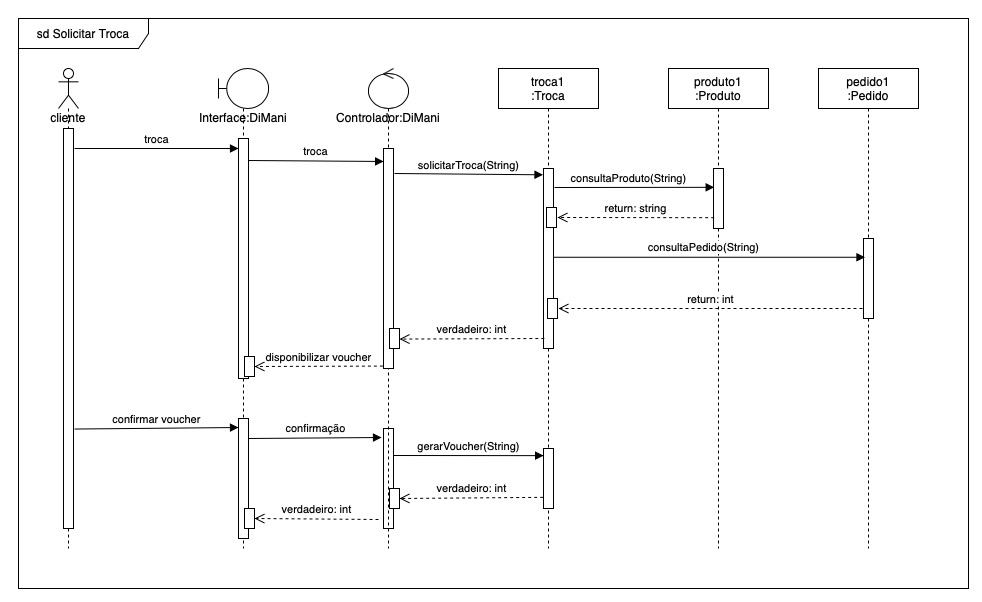 sd Solicitar Troca
cliente
Interface:DiMani
Controlador:DiMani
troca1
:Troca
produto1
:Produto
pedido1
:Pedido
troca
troca
solicitarTroca(String)
consultaProduto(String)
return: string
consultaPedido(String)
return: int
verdadeiro: int
disponibilizar voucher
confirmar voucher
confirmação
gerarVoucher(String)
verdadeiro: int
verdadeiro: int